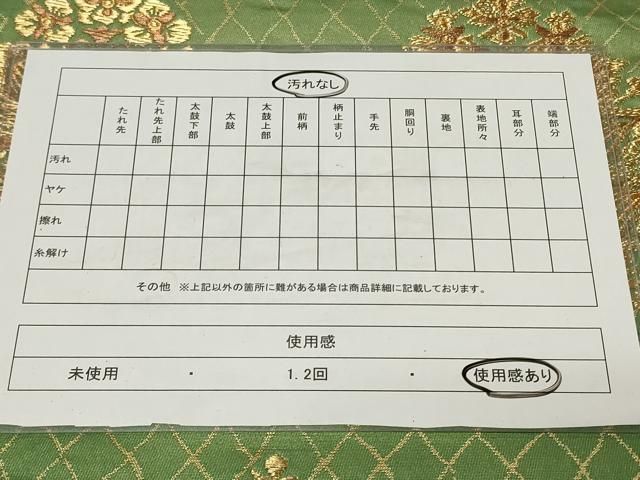 汚れなし
たれ先 たれ先上部 太鼓下部 太鼓 太鼓上部 前柄 柄止まり 手先 胴回り 裏地 表地所々 耳部分 端部分
汚れ
ヤケ
擦れ
糸解け
その他 ※上記以外の箇所に難がある場合は商品詳細に記載しております。
使用感
未使用 ・ 1.2回 ・ 使用感あり